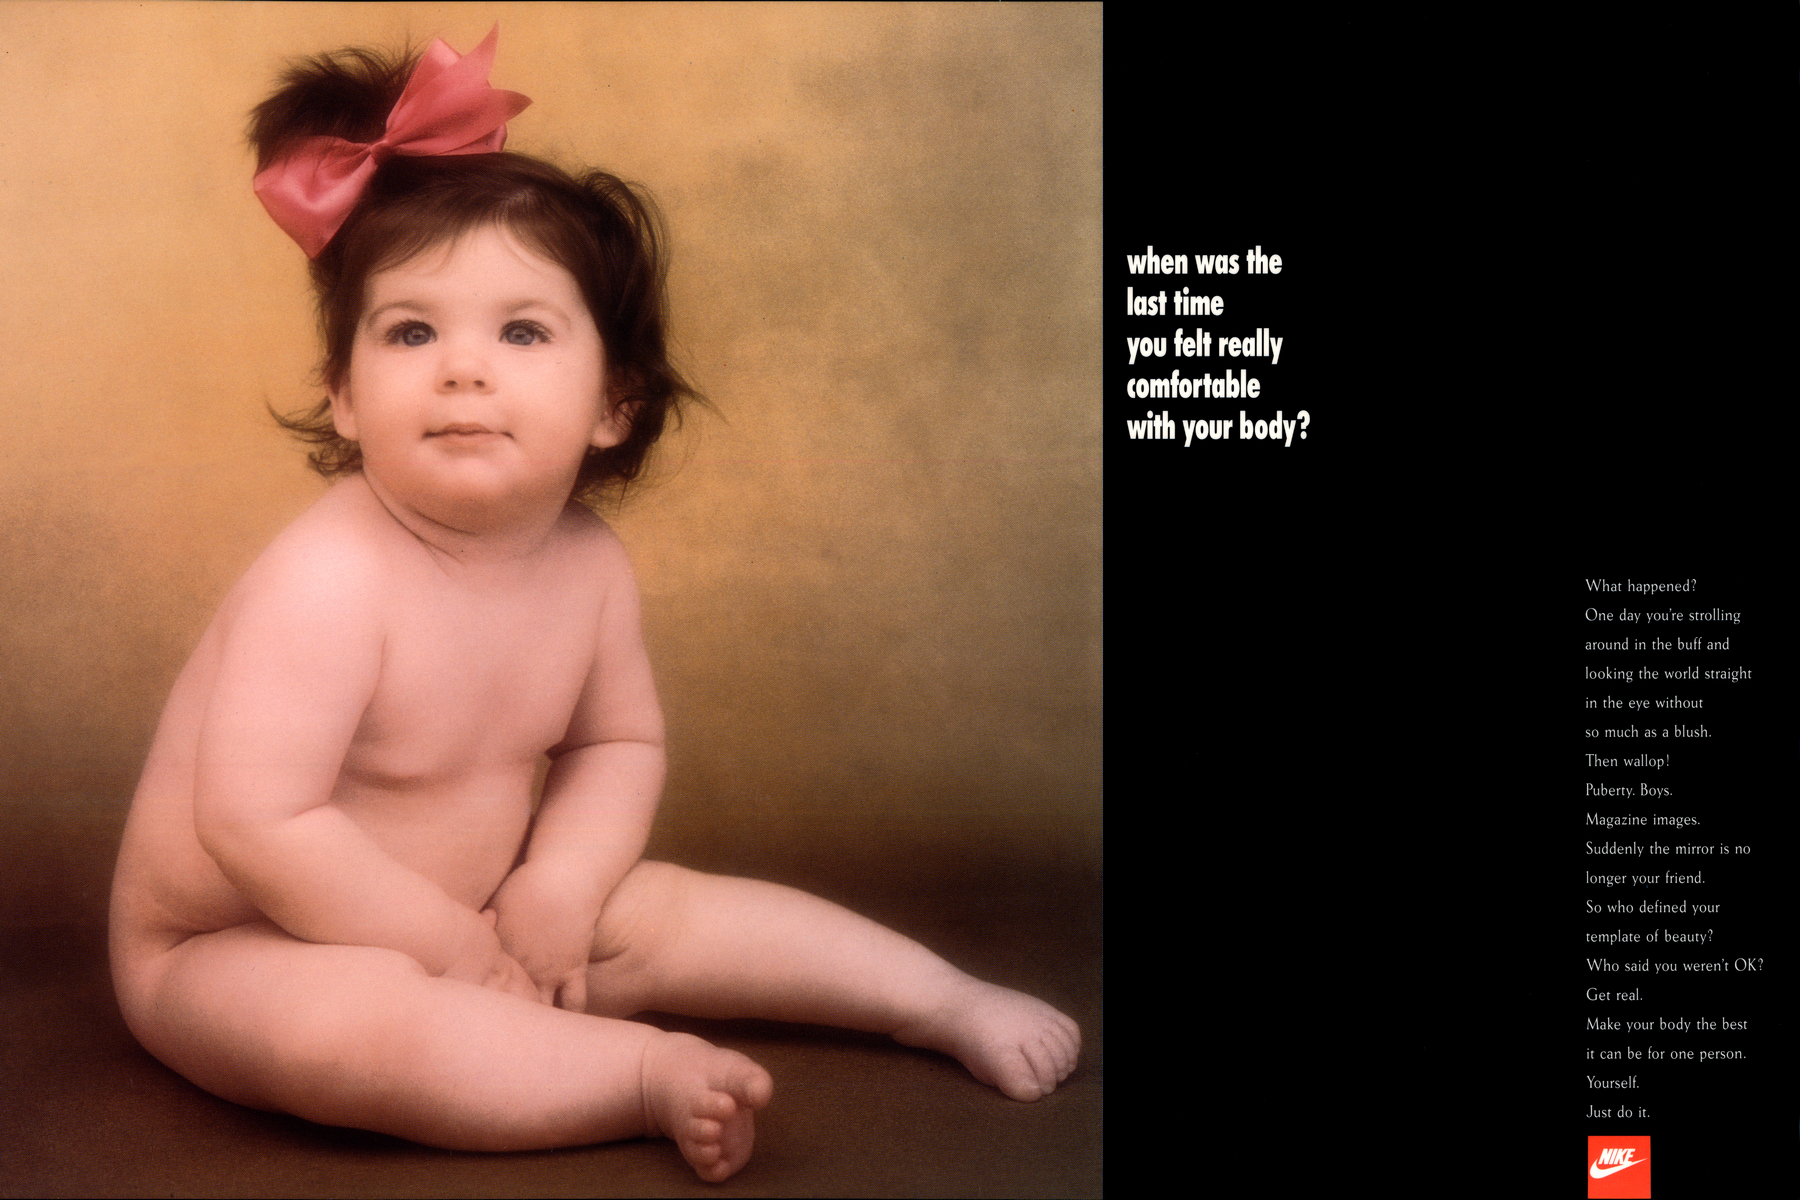 when was the
last time
you felt really
comfortable
with your body?
What happened?
One day you're strolling
around in the buff and
looking the world straight
in the eye without
so much as a blush.
Then wallop!
Puberty. Boys.
Magazine images.
Suddenly the mirror is no
longer your friend.
So who defined your
template of beauty?
Who said you weren't OK?
Get real.
Make your body the best
it can be for one person.
Yourself.
Just do it.
NIKE